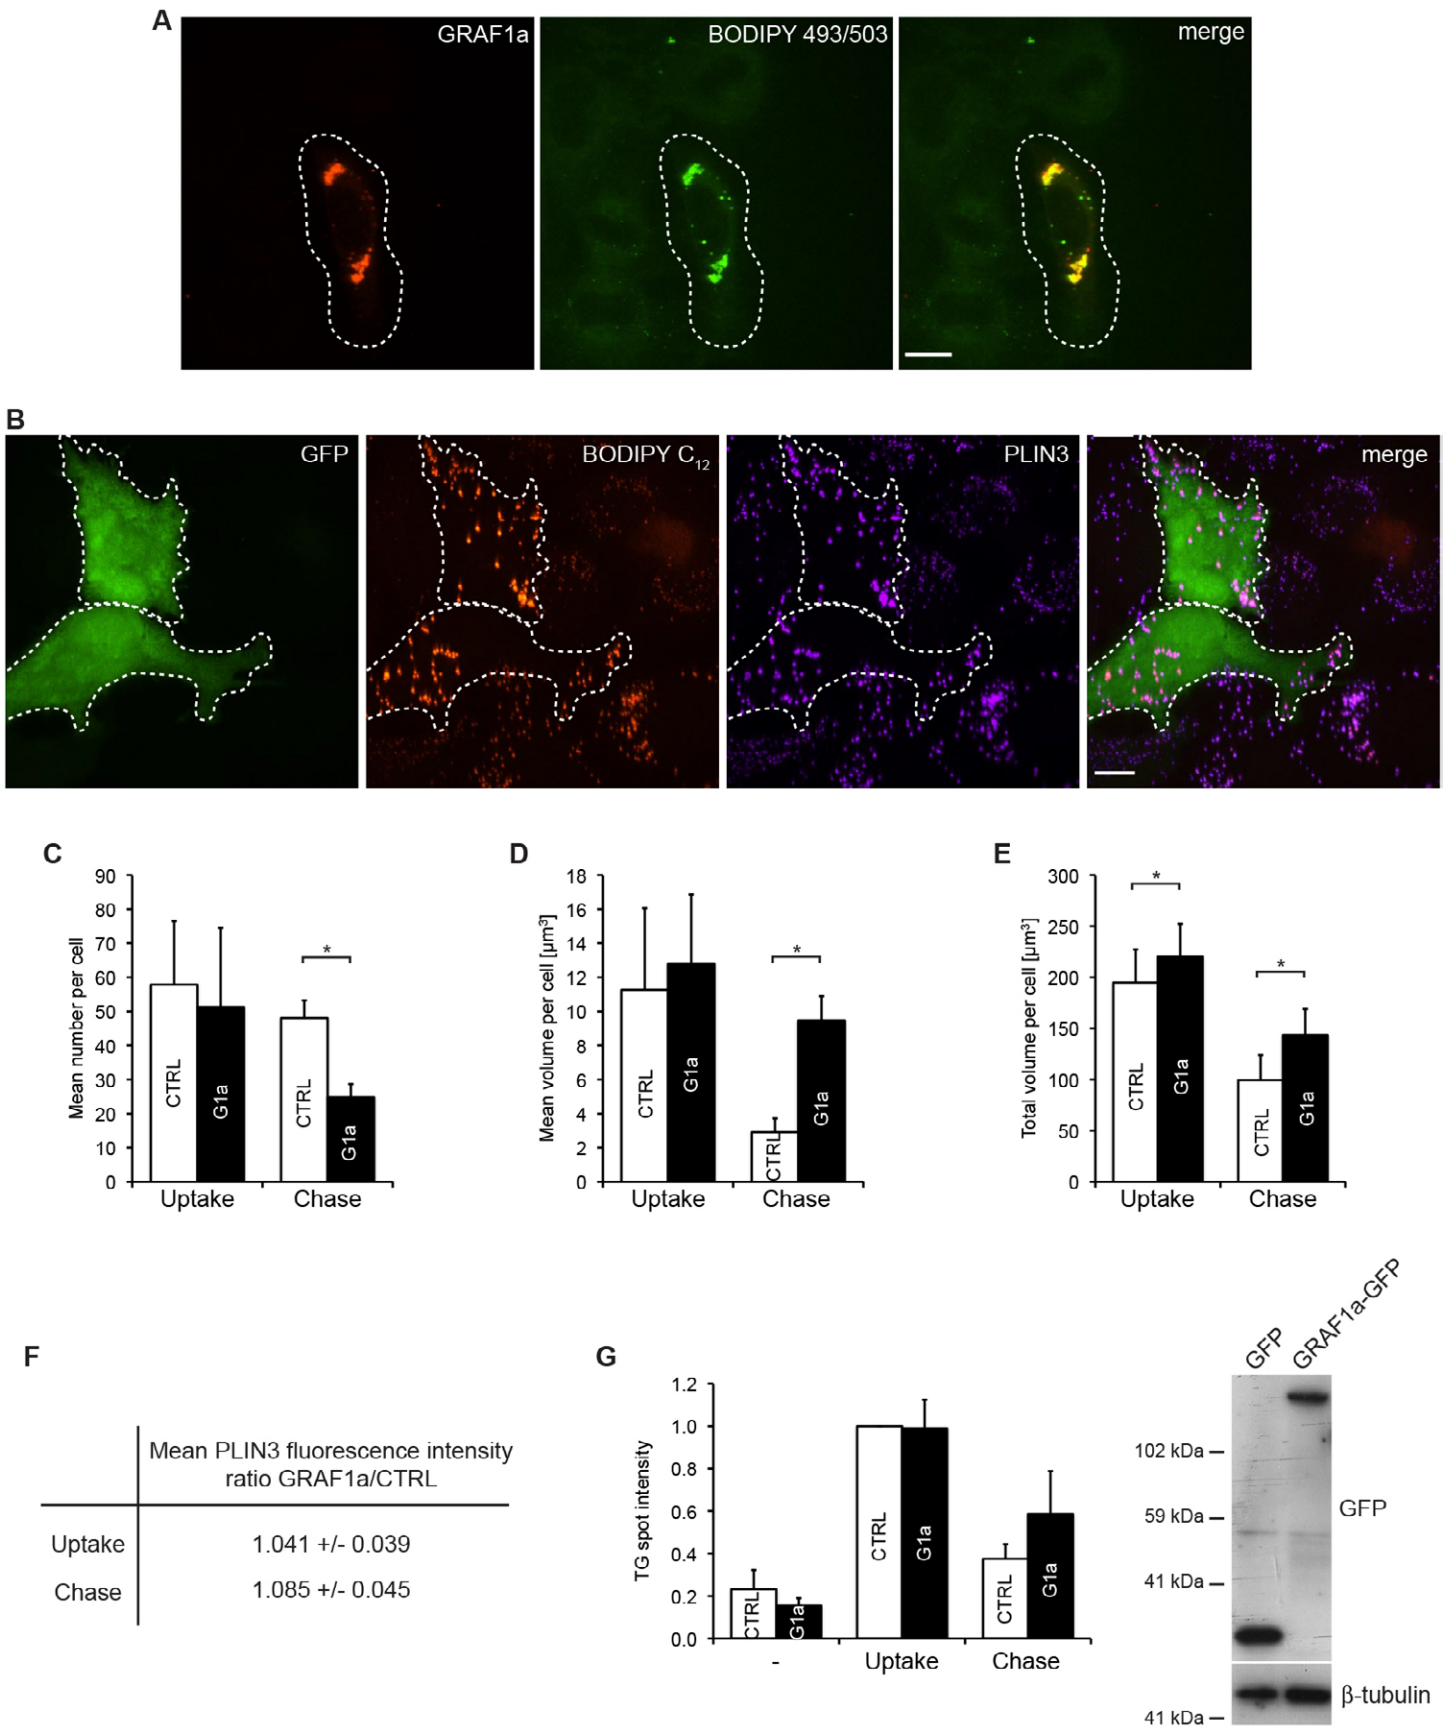 A
GRAF1a
BODIPY 493/503
merge
B
GFP
BODIPY C12
PLIN3
merge
C
Mean number per cell
90
80
70
60
50
40
30
20
10
0
CTRL
G1a
CTRL
G1a
Uptake
Chase
*
D
Mean volume per cell [µm³]
18
16
14
12
10
8
6
4
2
0
CTRL
G1a
CTRL
G1a
Uptake
Chase
*
E
Total volume per cell [µm³]
300
250
200
150
100
50
0
CTRL
G1a
CTRL
G1a
Uptake
Chase
*
*
F
Mean PLIN3 fluorescence intensity
ratio GRAF1a/CTRL
Uptake 1.041 +/- 0.039
Chase 1.085 +/- 0.045
G
TG spot intensity
1.2
1.0
0.8
0.6
0.4
0.2
0.0
CTRL
G1a
CTRL
G1a
CTRL
G1a
-
Uptake
Chase
GFP
GRAF1a-GFP
102 kDa
59 kDa
41 kDa
GFP
β-tubulin
41 kDa